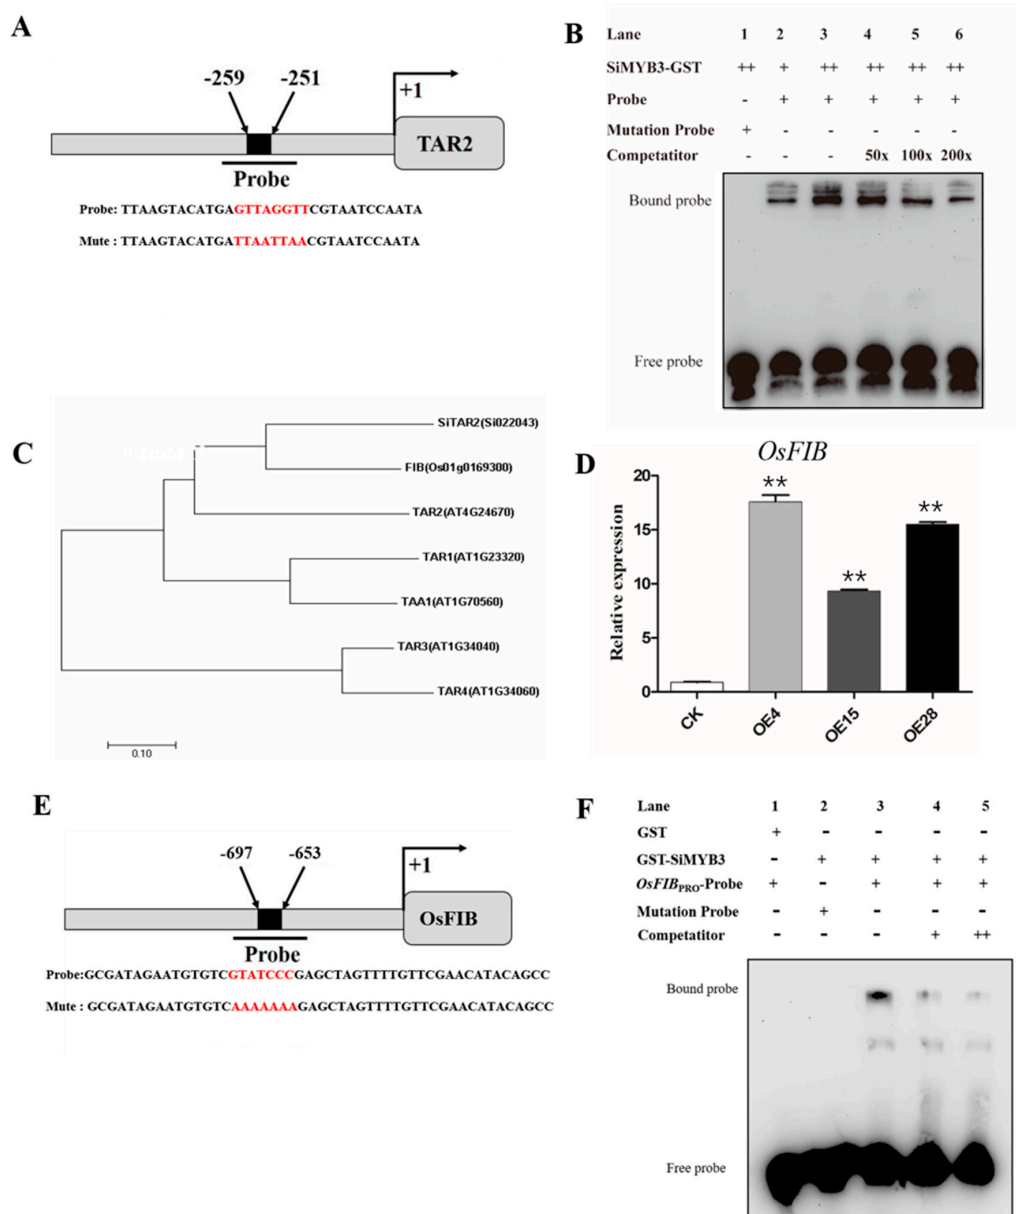 A
-259 -251
+1
TAR2
Probe
Probe: TTAAGTACATGAGTTAGGTTCGTAATCCAATA
Mute : TTAAGTACATGATTAATTAACGTAATCCAATA
B
Lane 1 2 3 4 5 6
SiMYB3-GST ++ + ++ ++ ++ ++
Probe - + + + + +
Mutation Probe + - - - - -
Competatitor - - - 50x 100x 200x
Bound probe
Free probe
C
0.2mM
SiTAR2(Si022043)
FIB(Os01g0169300)
TAR2(AT4G24670)
TAR1(AT1G23320)
TAA1(AT1G70560)
TAR3(AT1G34040)
TAR4(AT1G34060)
0.10
D
OsFIB
Relative expression
20
15
10
5
0
** ** **
CK OE4 OE15 OE28
E
-697 -653
+1
OsFIB
Probe
Probe:GCGATAGAATGTGTCGTATCCCGAGCTAGTTTTGTTCGAACATACAGCC
Mute : GCGATAGAATGTGTCAAAAAAAGAGCTAGTTTTGTTCGAACATACAGCC
F
Lane 1 2 3 4 5
GST + - - - -
GST-SiMYB3 - + + + +
OsFIBPRO-Probe + - + + +
Mutation Probe - + - - -
Competatitor - - - + ++
Bound probe
Free probe